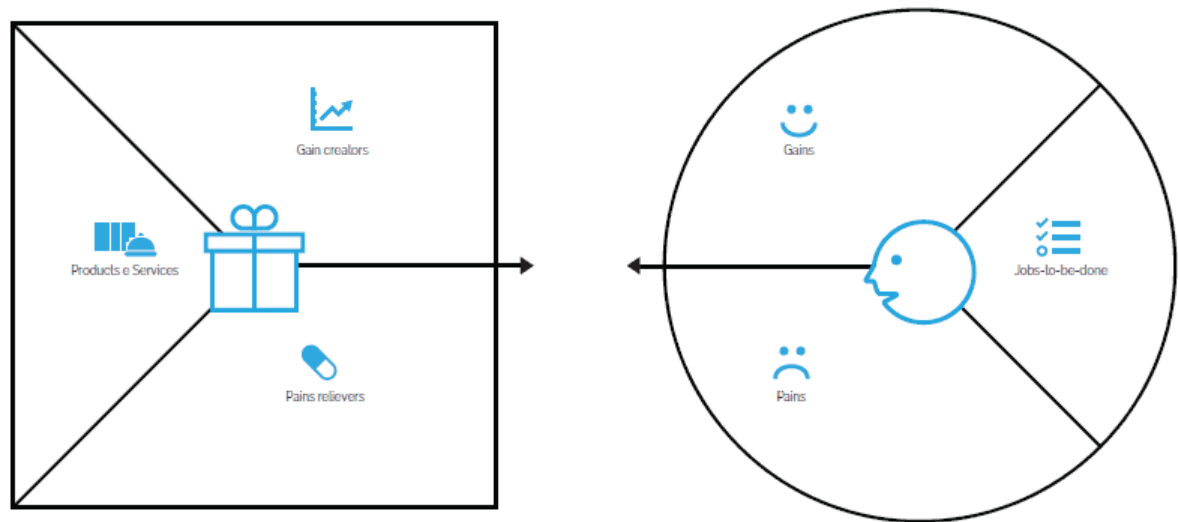 Gain creators
Products e Services
Pains relievers
Gains
Jobs-to-be-done
Pains